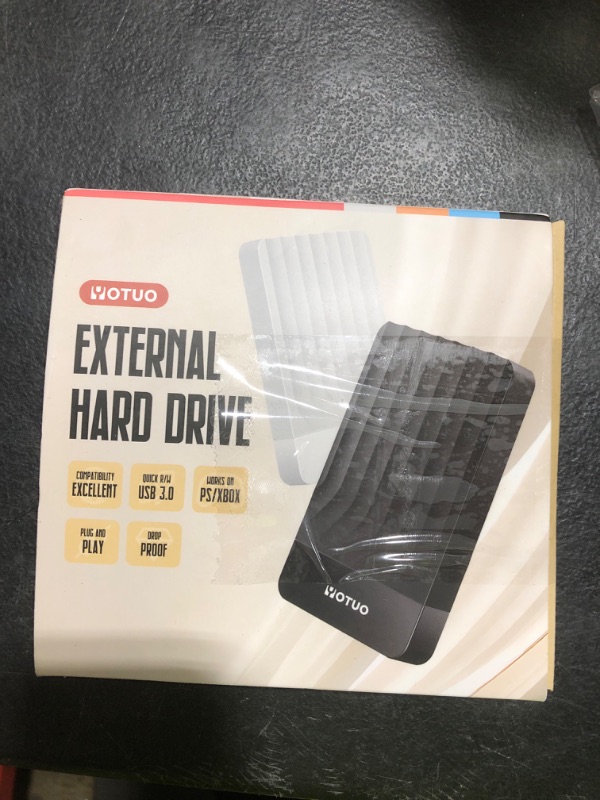 YOTUO
EXTERNAL
HARD DRIVE
COMPATIBILITY
EXCELLENT
QUICK R/W
USB 3.0
WORKS ON
PS/XBOX
PLUG AND
PLAY
DROP
PROOF
YOTUO